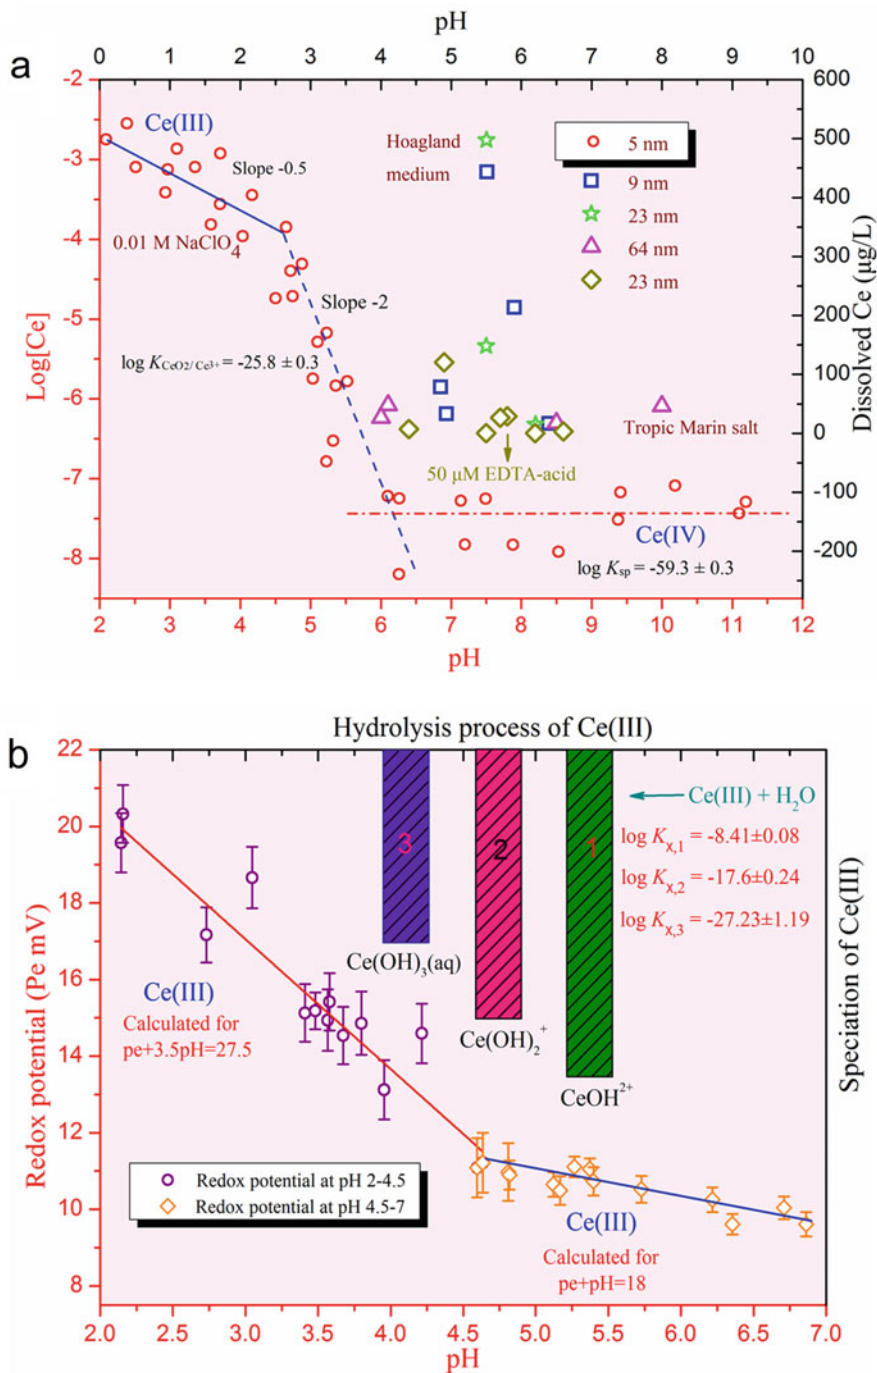 a
pH
0 1 2 3 4 5 6 7 8 9 10
-2
-3
-4
-5
-6
-7
-8
Log[Ce]
Ce(III)
Slope -0.5
0.01 M NaClO₄
Slope -2
log K CeO2/Ce³⁺ = -25.8 ± 0.3
Hoagland
medium
5 nm
9 nm
23 nm
64 nm
23 nm
Tropic Marin salt
50 μM EDTA-acid
Ce(IV)
log Ksp = -59.3 ± 0.3
600
500
400
300
200
100
0
-100
-200
Dissolved Ce (μg/L)
2 3 4 5 6 7 8 9 10 11 12
pH
b
Hydrolysis process of Ce(III)
22
20
18
16
14
12
10
8
Redox potential (Pe mV)
3
2
1
Ce(III) + H₂O
log Kx,1 = -8.41±0.08
log Kx,2 = -17.6±0.24
log Kx,3 = -27.23±1.19
Ce(OH)₃(aq)
Ce(OH)₂⁺
CeOH²⁺
Ce(III)
Calculated for
pe+3.5pH=27.5
Redox potential at pH 2-4.5
Redox potential at pH 4.5-7
Ce(III)
Calculated for
pe+pH=18
Speciation of Ce(III)
2.0 2.5 3.0 3.5 4.0 4.5 5.0 5.5 6.0 6.5 7.0
pH